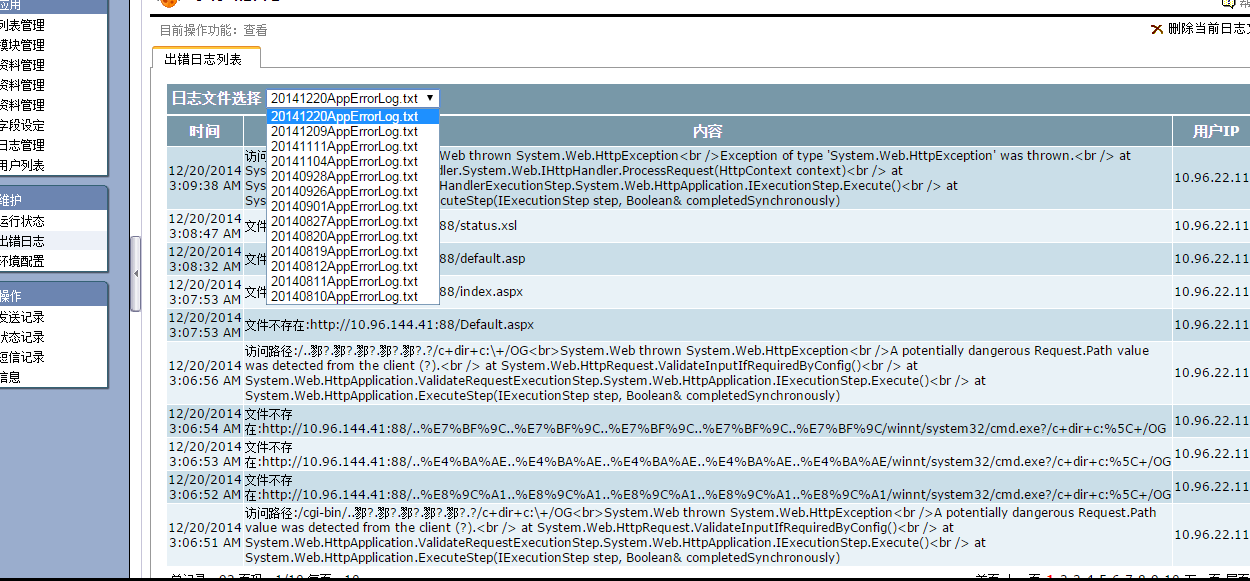 应用
列表管理
模块管理
资料管理
资料管理
资料管理
字段设定
日志管理
用户列表
维护
运行状态
出错日志
环境配置
操作
发送记录
状态记录
短信记录
信息
目前操作功能：查看
删除当前日志文
出错日志列表
日志文件选择 20141220AppErrorLog.txt
20141220AppErrorLog.txt
20141209AppErrorLog.txt
20141111AppErrorLog.txt
20141104AppErrorLog.txt
20140928AppErrorLog.txt
20140926AppErrorLog.txt
20140901AppErrorLog.txt
20140827AppErrorLog.txt
20140820AppErrorLog.txt
20140819AppErrorLog.txt
20140812AppErrorLog.txt
20140811AppErrorLog.txt
20140810AppErrorLog.txt
时间 内容 用户IP
12/20/2014
3:09:38 AM
访问 Web thrown System.Web.HttpException<br />Exception of type 'System.Web.HttpException' was thrown.<br /> at
Sys dler.System.Web.IHttpHandler.ProcessRequest(HttpContext context)<br /> at
Sys HandlerExecutionStep.System.Web.HttpApplication.IExecutionStep.Execute()<br /> at
Sys cuteStep(IExecutionStep step, Boolean& completedSynchronously)
10.96.22.11
12/20/2014
3:08:47 AM
文件 88/status.xsl
10.96.22.11
12/20/2014
3:08:32 AM
文件 88/default.asp
10.96.22.11
12/20/2014
3:07:53 AM
文件 88/index.aspx
10.96.22.11
12/20/2014
3:07:53 AM
文件不存在:http://10.96.144.41:88/Default.aspx
10.96.22.11
12/20/2014
3:06:56 AM
访问路径:/..鄹?.鄹?.鄹?.鄹?.鄹?.?/c+dir+c:\+/OG<br>System.Web thrown System.Web.HttpException<br />A potentially dangerous Request.Path value
was detected from the client (?).<br /> at System.Web.HttpRequest.ValidateInputIfRequiredByConfig()<br /> at
System.Web.HttpApplication.ValidateRequestExecutionStep.System.Web.HttpApplication.IExecutionStep.Execute()<br /> at
System.Web.HttpApplication.ExecuteStep(IExecutionStep step, Boolean& completedSynchronously)
10.96.22.11
12/20/2014
3:06:54 AM
文件不存
在:http://10.96.144.41:88/..%E7%BF%9C..%E7%BF%9C..%E7%BF%9C..%E7%BF%9C..%E7%BF%9C/winnt/system32/cmd.exe?/c+dir+c:%5C+/OG
10.96.22.11
12/20/2014
3:06:53 AM
文件不存
在:http://10.96.144.41:88/..%E4%BA%AE..%E4%BA%AE..%E4%BA%AE..%E4%BA%AE..%E4%BA%AE/winnt/system32/cmd.exe?/c+dir+c:%5C+/OG
10.96.22.11
12/20/2014
3:06:52 AM
文件不存
在:http://10.96.144.41:88/..%E8%9C%A1..%E8%9C%A1..%E8%9C%A1..%E8%9C%A1..%E8%9C%A1/winnt/system32/cmd.exe?/c+dir+c:%5C+/OG
10.96.22.11
12/20/2014
3:06:51 AM
访问路径:/cgi-bin/..鄹?.鄹?.鄹?.鄹?.鄹?.?/c+dir+c:\+/OG<br>System.Web thrown System.Web.HttpException<br />A potentially dangerous Request.Path
value was detected from the client (?).<br /> at System.Web.HttpRequest.ValidateInputIfRequiredByConfig()<br /> at
System.Web.HttpApplication.ValidateRequestExecutionStep.System.Web.HttpApplication.IExecutionStep.Execute()<br /> at
System.Web.HttpApplication.ExecuteStep(IExecutionStep step, Boolean& completedSynchronously)
10.96.22.11